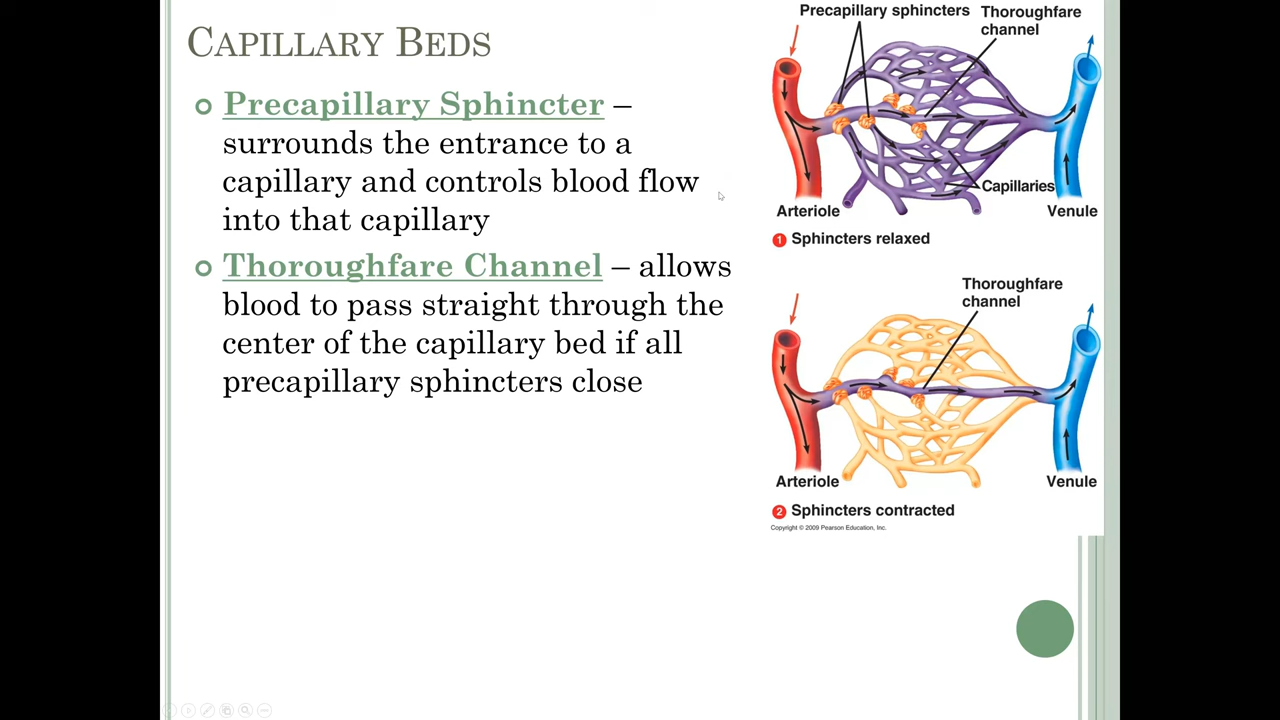 CAPILLARY BEDS
Precapillary Sphincter –
surrounds the entrance to a
capillary and controls blood flow
into that capillary
Thoroughfare Channel – allows
blood to pass straight through the
center of the capillary bed if all
precapillary sphincters close
Precapillary sphincters
Thoroughfare
channel
Capillaries
Arteriole
Venule
1 Sphincters relaxed
Thoroughfare
channel
Arteriole
Venule
2 Sphincters contracted
Copyright © 2009 Pearson Education, Inc.